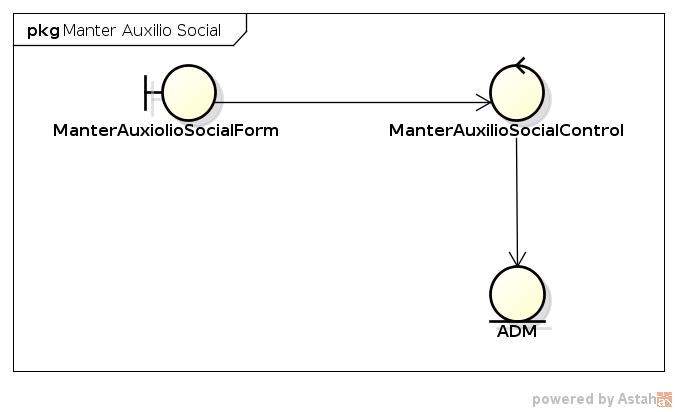 pkg Manter Auxilio Social
ManterAuxiolioSocialForm
ManterAuxilioSocialControl
ADM
powered by Astah